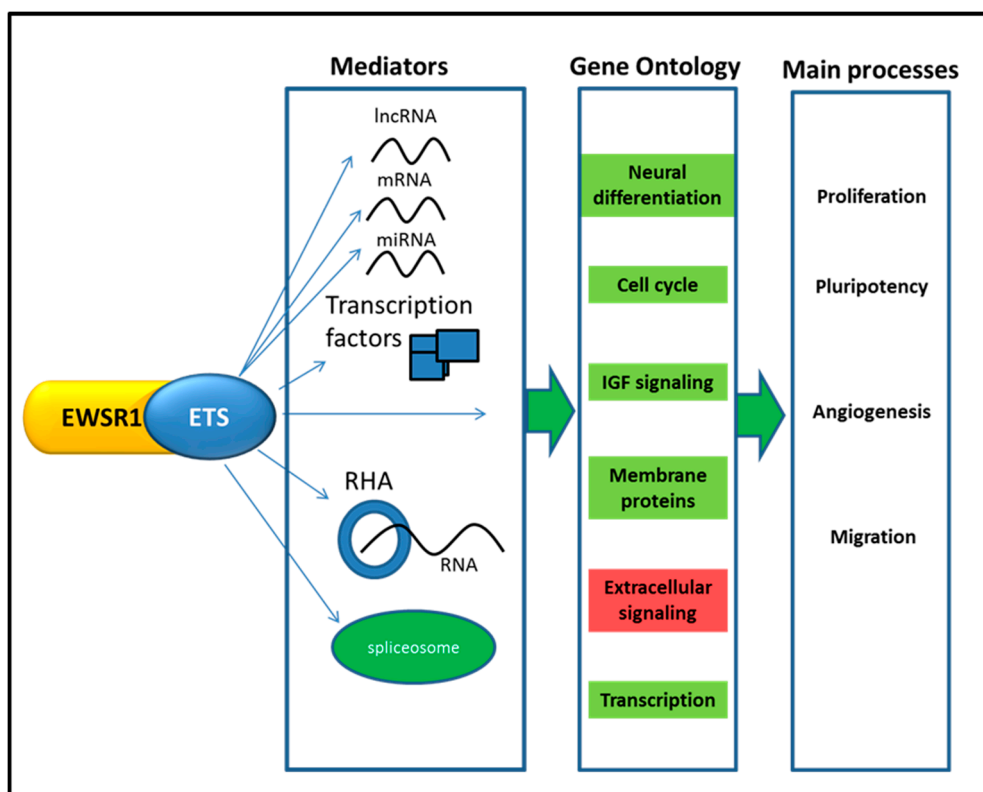 Mediators
Gene Ontology
Main processes
lncRNA
mRNA
miRNA
Transcription
factors
EWSR1
ETS
RHA
RNA
spliceosome
Neural
differentiation
Cell cycle
IGF signaling
Membrane
proteins
Extracellular
signaling
Transcription
Proliferation
Pluripotency
Angiogenesis
Migration